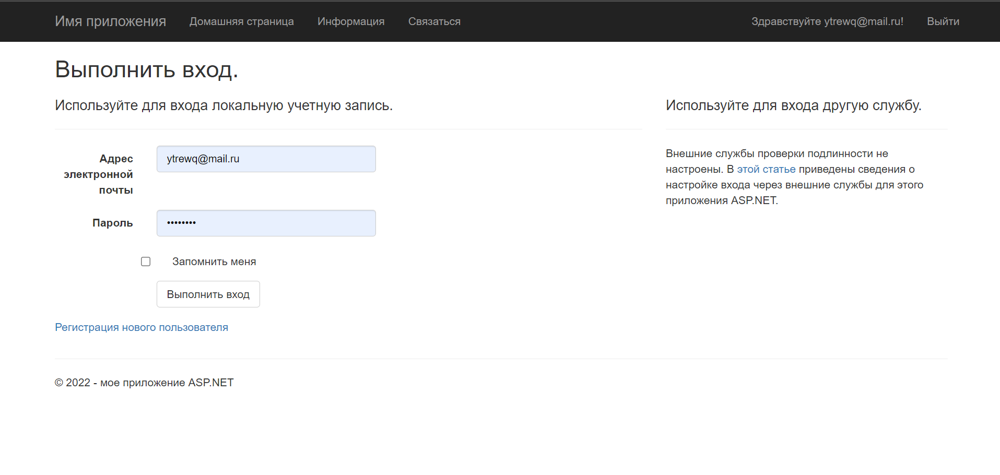 Имя приложения Домашняя страница Информация Связаться Здравствуйте ytrewq@mail.ru! Выйти
Выполнить вход.
Используйте для входа локальную учетную запись.
Адрес
электронной
почты
ytrewq@mail.ru
Пароль
••••••••
Запомнить меня
Выполнить вход
Регистрация нового пользователя
Используйте для входа другую службу.
Внешние службы проверки подлинности не
настроены. В этой статье приведены сведения о
настройке входа через внешние службы для этого
приложения ASP.NET.
© 2022 - мое приложение ASP.NET